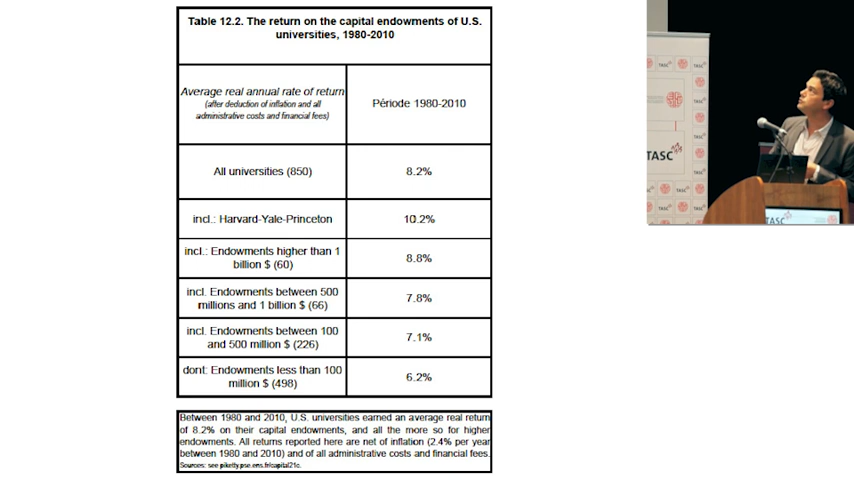 Table 12.2. The return on the capital endowments of U.S.
universities, 1980-2010
Average real annual rate of return
(after deduction of inflation and all
administrative costs and financial fees)
Période 1980-2010
All universities (850)
8.2%
incl.: Harvard-Yale-Princeton
10.2%
incl.: Endowments higher than 1
billion $ (60)
8.8%
incl. Endowments between 500
millions and 1 billion $ (66)
7.8%
incl. Endowments between 100
and 500 million $ (226)
7.1%
dont: Endowments less than 100
million $ (498)
6.2%
Between 1980 and 2010, U.S. universities earned an average real return
of 8.2% on their capital endowments, and all the more so for higher
endowments. All returns reported here are net of inflation (2.4% per year
between 1980 and 2010) and of all administrative costs and financial fees.
Sources: see piketty.pse.ens.fr/capital21c.
TASC
TASC
TASC
TASC
TASC
TASC
TASC
TASC